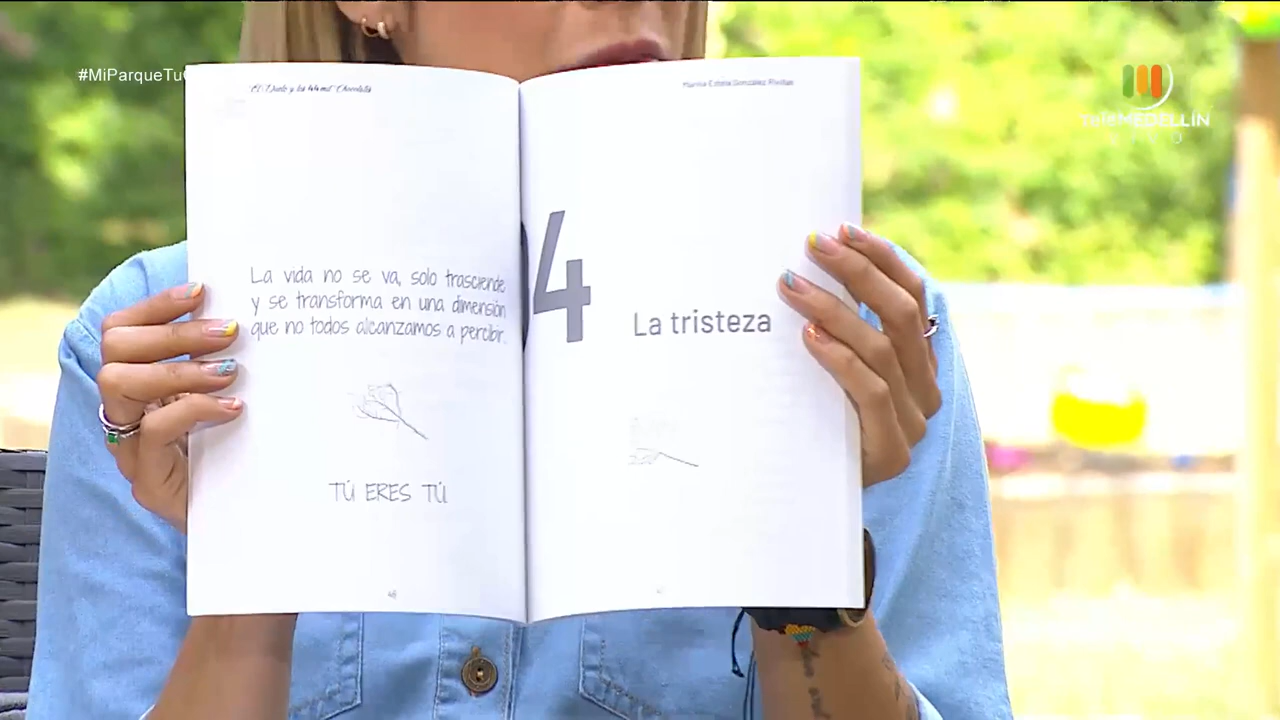 #MiParqueTu
TeleMEDELLÍN
La vida no se va, solo trasciende
y se transforma en una dimensión
que no todos alcanzamos a percibir.
TÚ ERES TÚ
4
La tristeza